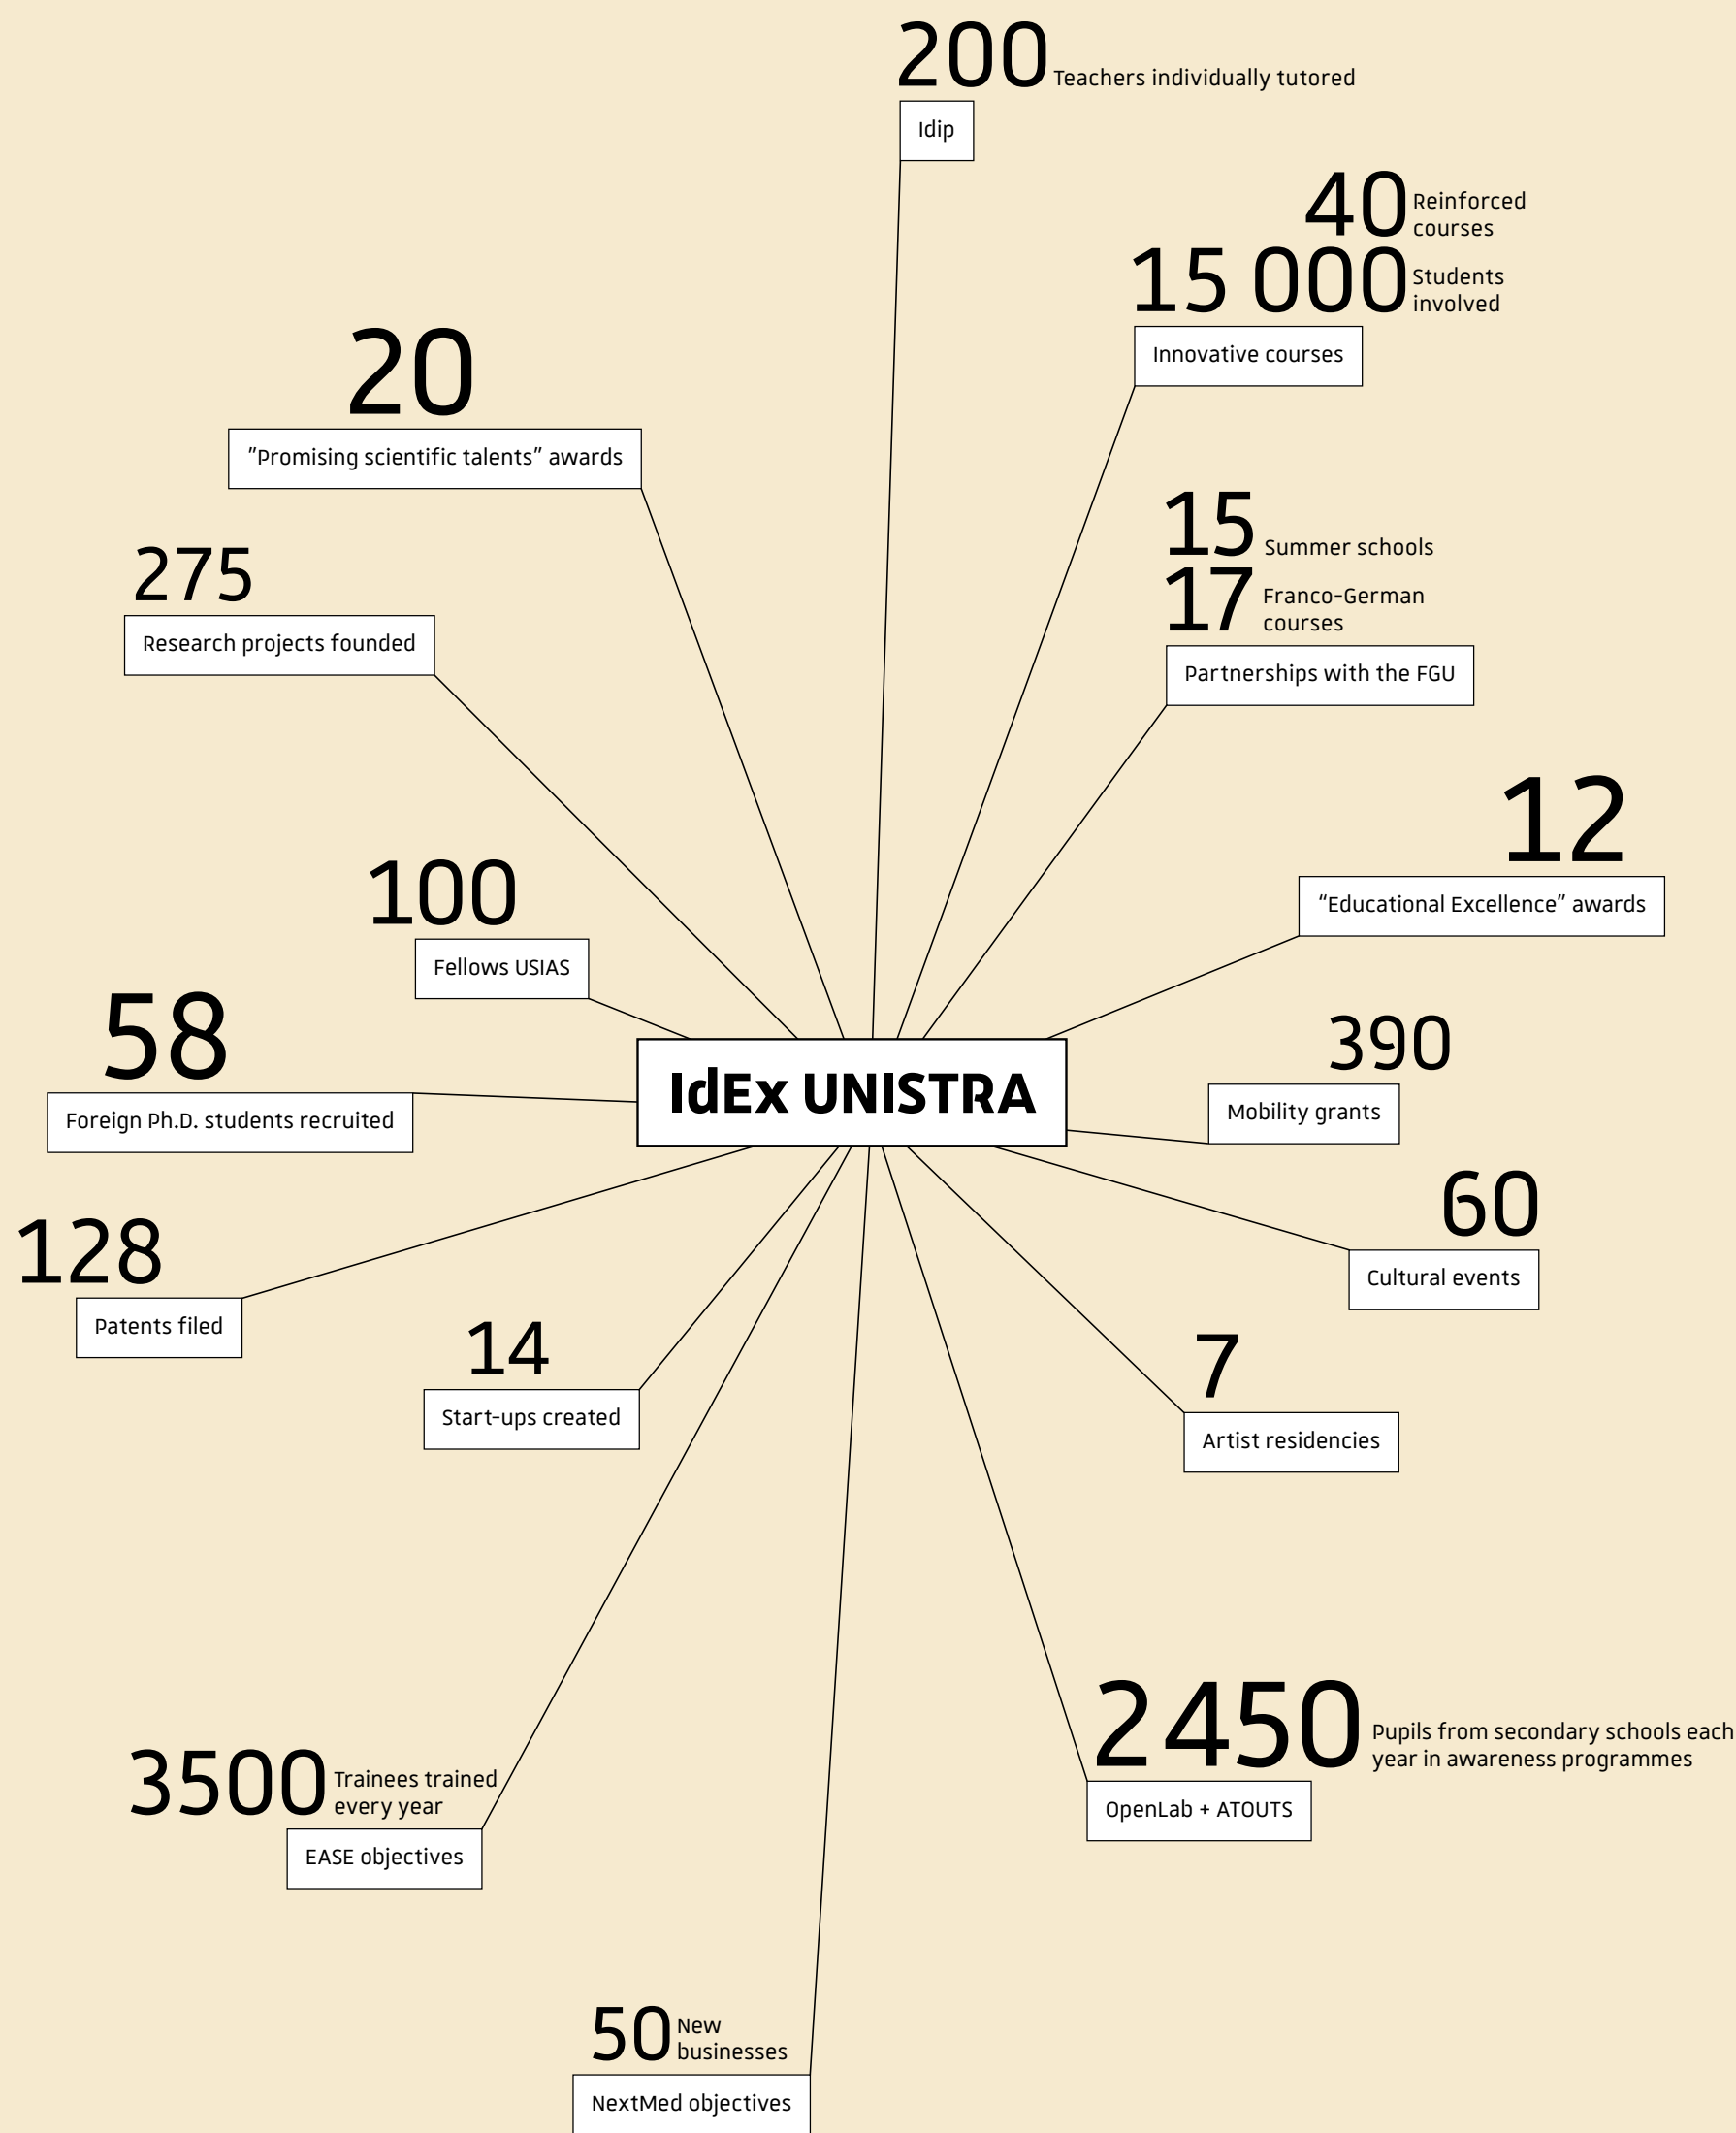 200 Teachers individually tutored
Idip
40 Reinforced
courses
15 000 Students
involved
Innovative courses
20
”Promising scientific talents” awards
15 Summer schools
17 Franco-German
courses
Partnerships with the FGU
275
Research projects founded
12
“Educational Excellence” awards
100
Fellows USIAS
58
Foreign Ph.D. students recruited
IdEx UNISTRA
390
Mobility grants
60
Cultural events
128
Patents filed
14
Start-ups created
7
Artist residencies
2450 Pupils from secondary schools each
year in awareness programmes
OpenLab + ATOUTS
3500 Trainees trained
every year
EASE objectives
50 New
businesses
NextMed objectives